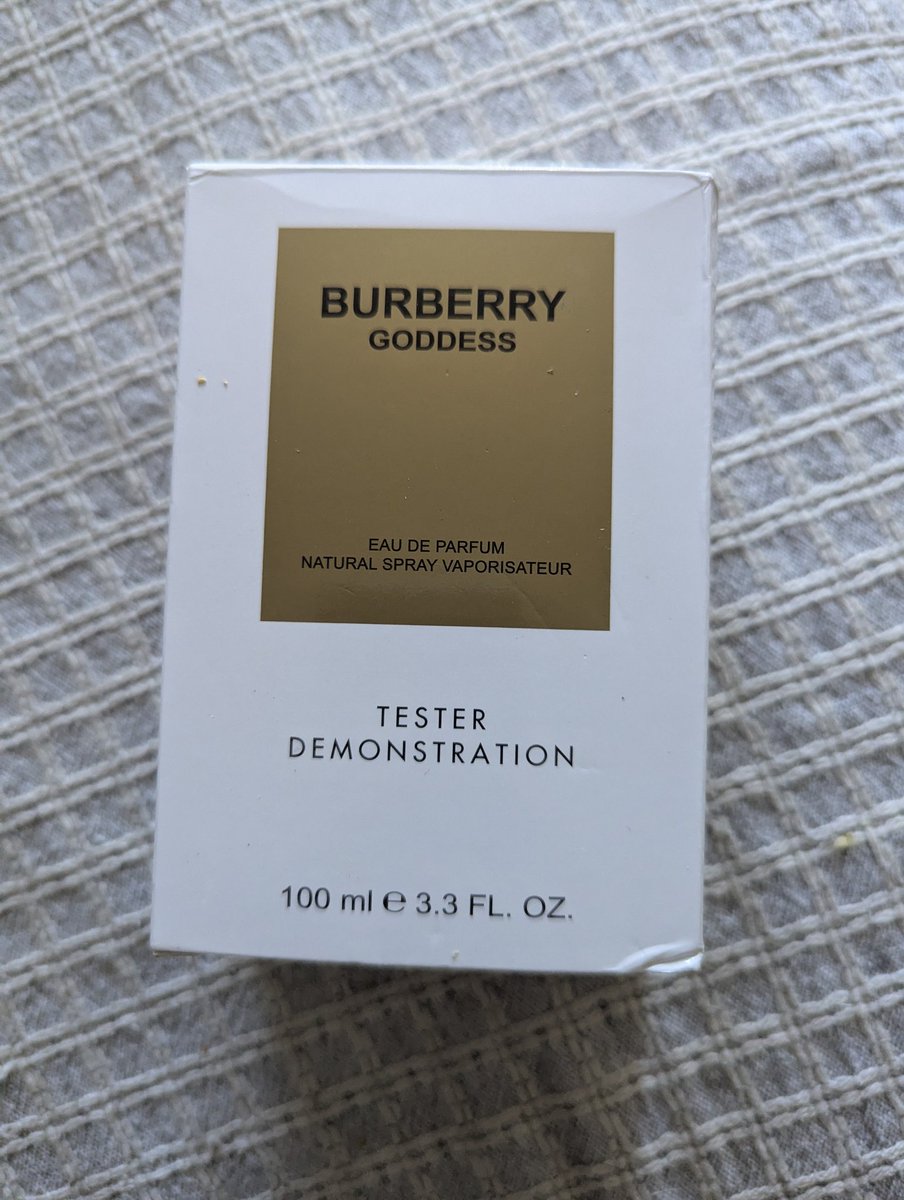 BURBERRY
GODDESS
EAU DE PARFUM
NATURAL SPRAY VAPORISATEUR
TESTER
DEMONSTRATION
100 ml ℮ 3.3 FL. OZ.